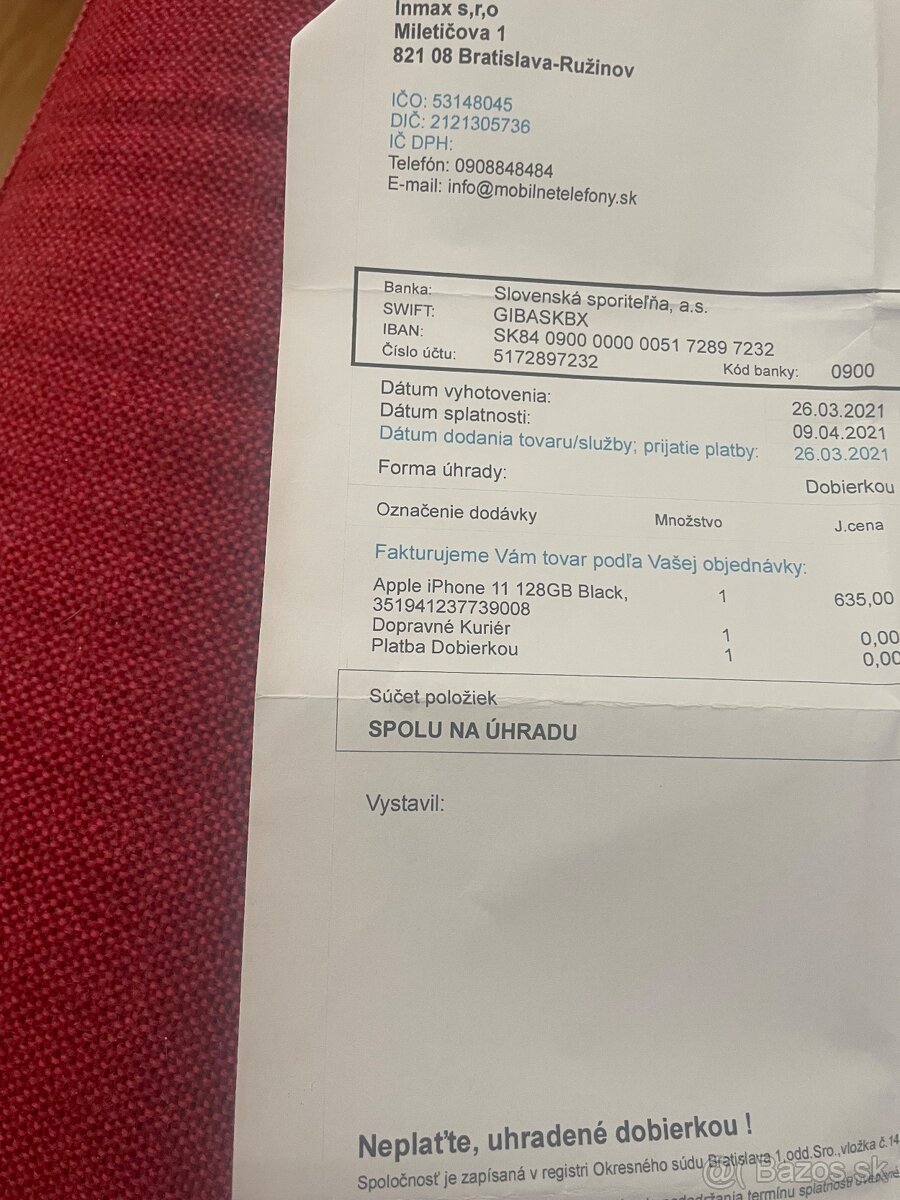 Inmax s,r,o
Miletičova 1
821 08 Bratislava-Ružinov
IČO: 53148045
DIČ: 2121305736
IČ DPH:
Telefón: 0908848484
E-mail: info@mobilnetelefony.sk
Banka: Slovenská sporiteľňa, a.s.
SWIFT: GIBASKBX
IBAN: SK84 0900 0000 0051 7289 7232
Číslo účtu: 5172897232 Kód banky: 0900
Dátum vyhotovenia: 26.03.2021
Dátum splatnosti: 09.04.2021
Dátum dodania tovaru/služby; prijatie platby: 26.03.2021
Forma úhrady: Dobierkou
Označenie dodávky Množstvo J.cena
Fakturujeme Vám tovar podľa Vašej objednávky:
Apple iPhone 11 128GB Black, 1 635,00
351941237739008
Dopravné Kuriér 1 0,00
Platba Dobierkou 1 0,00
Súčet položiek
SPOLU NA ÚHRADU
Vystavil:
Neplaťte, uhradené dobierkou !
Spoločnosť je zapísaná v registri Okresného súdu Bratislava 1,odd.Sro.,vložka č.14
termínu splatnosti
Bazos.sk